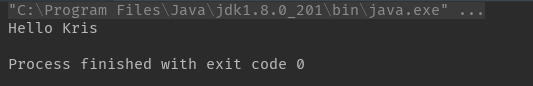 "C:\Program Files\Java\jdk1.8.0_201\bin\java.exe" ...
Hello Kris
Process finished with exit code 0